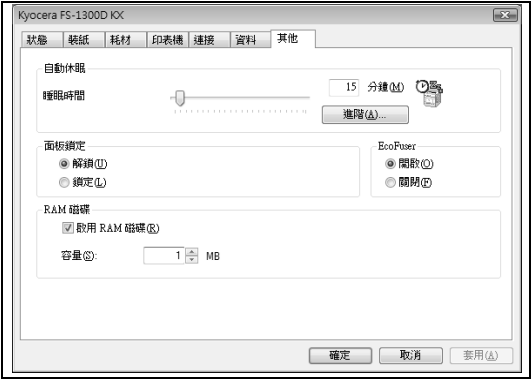 Kyocera FS-1300D KX
狀態 裝紙 耗材 印表機 連接 資料 其他
自動休眠
睡眠時間 15 分鐘(M)
進階(A)...
面板鎖定 EcoFuser
解鎖(U) 開啟(O)
鎖定(L) 關閉(F)
RAM 磁碟
啟用 RAM 磁碟(R)
容量(S): 1 MB
確定 取消 套用(A)